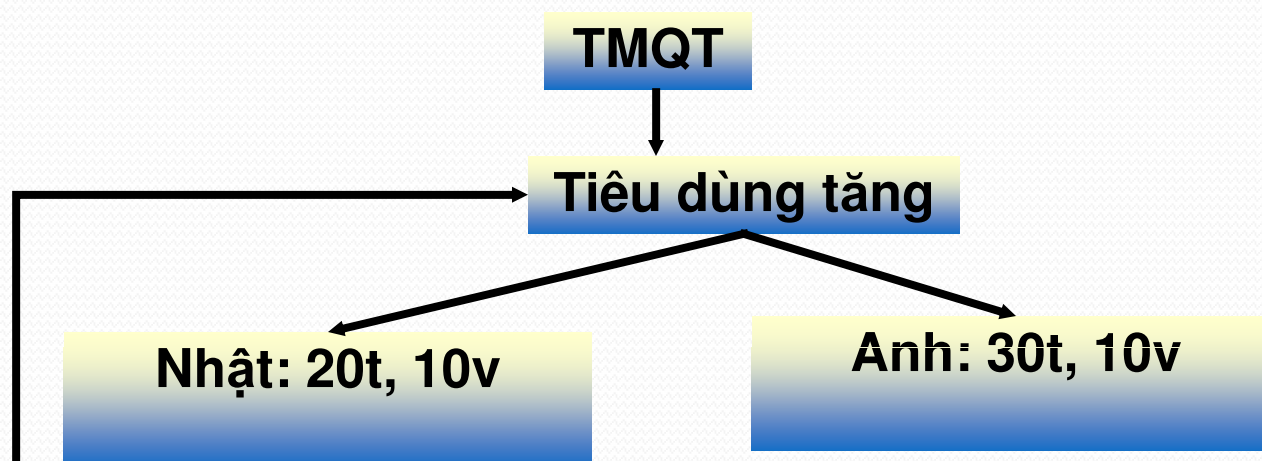 TMQT
Tiêu dùng tăng
Nhật: 20t, 10v
Anh: 30t, 10v